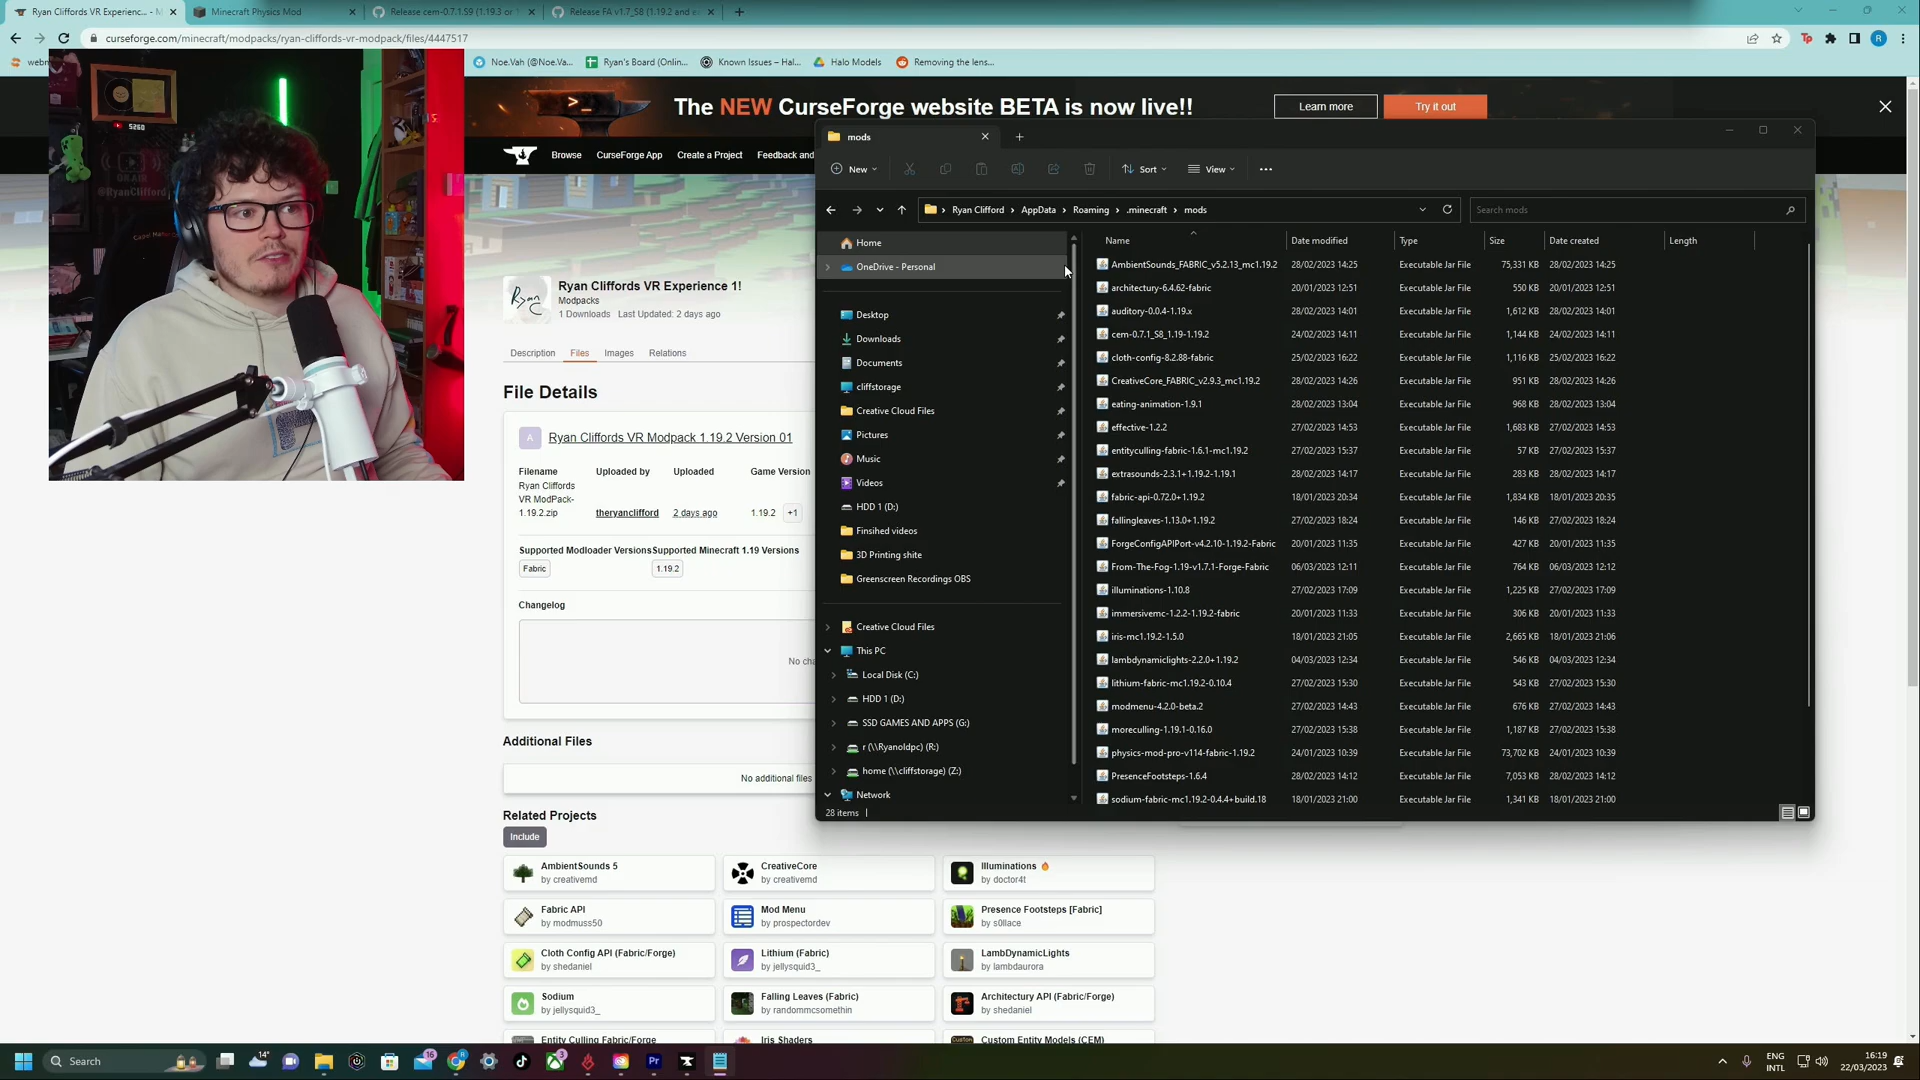 Ryan Cliffords VR Experience... - M
Minecraft Physics Mod
Release cem-0.7.1.S9 (1.19.3 or 1
Release FA v1.7_S8 (1.19.2 and e
curseforge.com/minecraft/modpacks/ryan-cliffords-vr-modpack/files/4447517
Noe.Vah (@Noe.Va...
Ryan's Board (Onlin...
Known Issues – Hal...
Halo Models
Removing the lens...
The NEW CurseForge website BETA is now live!!
Learn more
Try it out
Browse
CurseForge App
Create a Project
Feedback and
5260
@RyanClifford
Ryan
Ryan Cliffords VR Experience 1!
Modpacks
1 Downloads Last Updated: 2 days ago
Description
Files
Images
Relations
File Details
A
Ryan Cliffords VR Modpack 1.19.2 Version 01
Filename
Uploaded by
Uploaded
Game Version
Ryan Cliffords
VR ModPack-
1.19.2.zip
theryanclifford
2 days ago
1.19.2
+1
Supported Modloader Versions
Supported Minecraft 1.19 Versions
Fabric
1.19.2
Changelog
No cha
Additional Files
No additional files
Related Projects
Include
AmbientSounds 5
by creativemd
CreativeCore
by creativemd
Illuminations
by doctor4t
Fabric API
by modmuss50
Mod Menu
by prospectordev
Presence Footsteps [Fabric]
by s0llace
Cloth Config API (Fabric/Forge)
by shedaniel
Lithium (Fabric)
by jellysquid3_
LambDynamicLights
by lambdaurora
Sodium
by jellysquid3_
Falling Leaves (Fabric)
by randommcsomethin
Architectury API (Fabric/Forge)
by shedaniel
Entity Culling Fabric/Forge
Iris Shaders
Custom Entity Models (CEM)
mods
New
Sort
View
Ryan Clifford
AppData
Roaming
.minecraft
mods
Search mods
Home
OneDrive - Personal
Desktop
Downloads
Documents
cliffstorage
Creative Cloud Files
Pictures
Music
Videos
HDD 1 (D:)
Finsihed videos
3D Printing shite
Greenscreen Recordings OBS
Creative Cloud Files
This PC
Local Disk (C:)
HDD 1 (D:)
SSD GAMES AND APPS (G:)
r (\\Ryanoldpc) (R:)
home (\\cliffstorage) (Z:)
Network
28 items
Name Date modified Type Size Date created Length
AmbientSounds_FABRIC_v5.2.13_mc1.19.2 28/02/2023 14:25 Executable Jar File 75,331 KB 28/02/2023 14:25
architectury-6.4.62-fabric 20/01/2023 12:51 Executable Jar File 550 KB 20/01/2023 12:51
auditory-0.0.4-1.19.x 28/02/2023 14:01 Executable Jar File 1,612 KB 28/02/2023 14:01
cem-0.7.1_S8_1.19-1.19.2 24/02/2023 14:11 Executable Jar File 1,144 KB 24/02/2023 14:11
cloth-config-8.2.88-fabric 25/02/2023 16:22 Executable Jar File 1,116 KB 25/02/2023 16:22
CreativeCore_FABRIC_v2.9.3_mc1.19.2 28/02/2023 14:26 Executable Jar File 951 KB 28/02/2023 14:26
eating-animation-1.9.1 28/02/2023 13:04 Executable Jar File 968 KB 28/02/2023 13:04
effective-1.2.2 27/02/2023 14:53 Executable Jar File 1,683 KB 27/02/2023 14:53
entityculling-fabric-1.6.1-mc1.19.2 27/02/2023 15:37 Executable Jar File 57 KB 27/02/2023 15:37
extrasounds-2.3.1+1.19.2-1.19.1 28/02/2023 14:17 Executable Jar File 283 KB 28/02/2023 14:17
fabric-api-0.72.0+1.19.2 18/01/2023 20:34 Executable Jar File 1,834 KB 18/01/2023 20:35
fallingleaves-1.13.0+1.19.2 27/02/2023 18:24 Executable Jar File 146 KB 27/02/2023 18:24
ForgeConfigAPIPort-v4.2.10-1.19.2-Fabric 20/01/2023 11:35 Executable Jar File 427 KB 20/01/2023 11:35
From-The-Fog-1.19-v1.7.1-Forge-Fabric 06/03/2023 12:11 Executable Jar File 764 KB 06/03/2023 12:12
illuminations-1.10.8 27/02/2023 17:09 Executable Jar File 1,225 KB 27/02/2023 17:09
immersivemc-1.2.2-1.19.2-fabric 20/01/2023 11:33 Executable Jar File 306 KB 20/01/2023 11:33
iris-mc1.19.2-1.5.0 18/01/2023 21:05 Executable Jar File 2,665 KB 18/01/2023 21:06
lambdynamiclights-2.2.0+1.19.2 04/03/2023 12:34 Executable Jar File 546 KB 04/03/2023 12:34
lithium-fabric-mc1.19.2-0.10.4 27/02/2023 15:30 Executable Jar File 543 KB 27/02/2023 15:30
modmenu-4.2.0-beta.2 27/02/2023 14:43 Executable Jar File 676 KB 27/02/2023 14:43
moreculling-1.19.1-0.16.0 27/02/2023 15:38 Executable Jar File 1,187 KB 27/02/2023 15:38
physics-mod-pro-v114-fabric-1.19.2 24/01/2023 10:39 Executable Jar File 73,702 KB 24/01/2023 10:39
PresenceFootsteps-1.6.4 28/02/2023 14:12 Executable Jar File 7,053 KB 28/02/2023 14:12
sodium-fabric-mc1.19.2-0.4.4+build.18 18/01/2023 21:00 Executable Jar File 1,341 KB 18/01/2023 21:00
Search
14°
16
3
ENG
INTL
16:19
22/03/2023